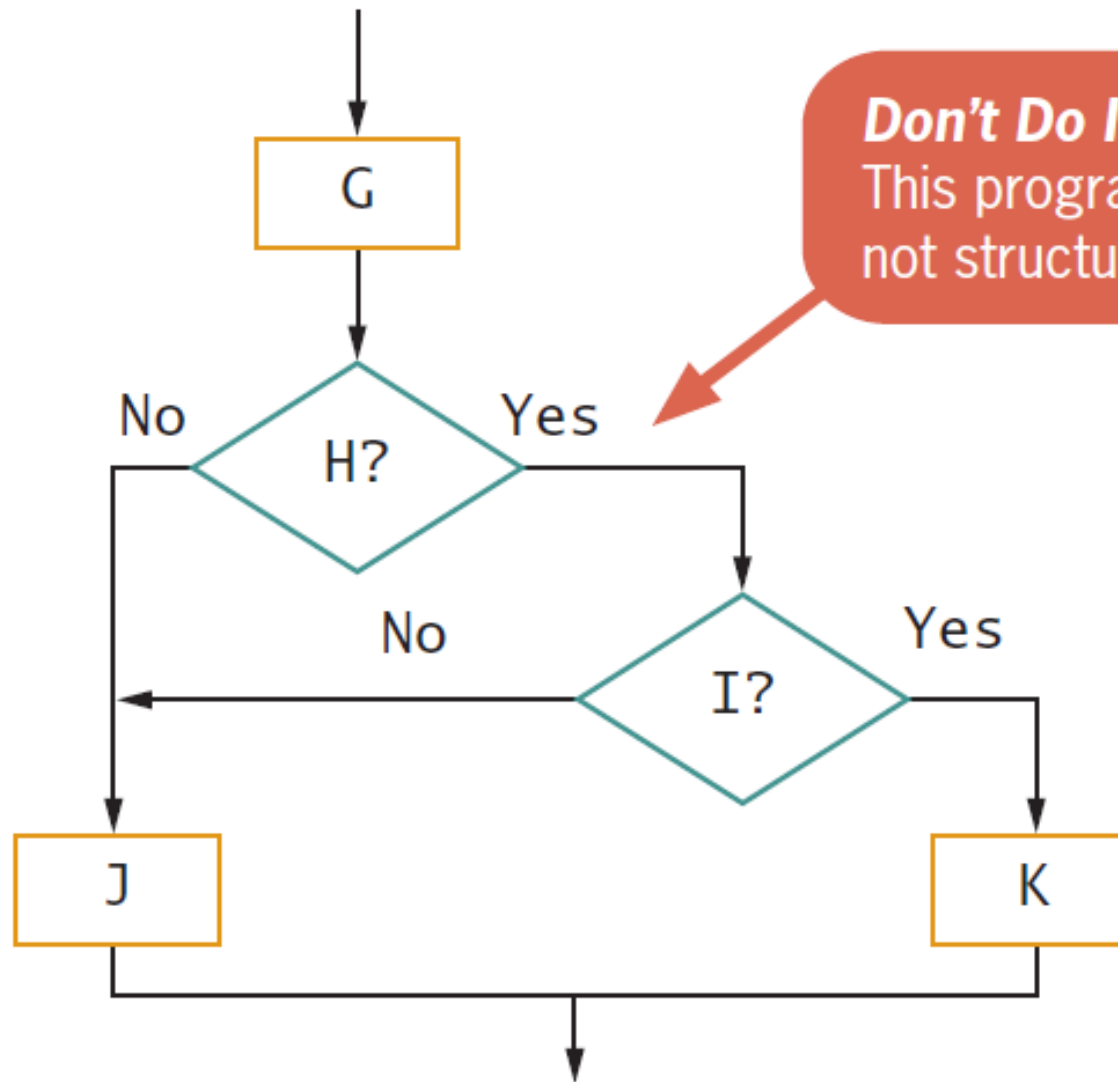 G
Don't Do I
This progra
not structu
No
Yes
H?
No
Yes
I?
J
K